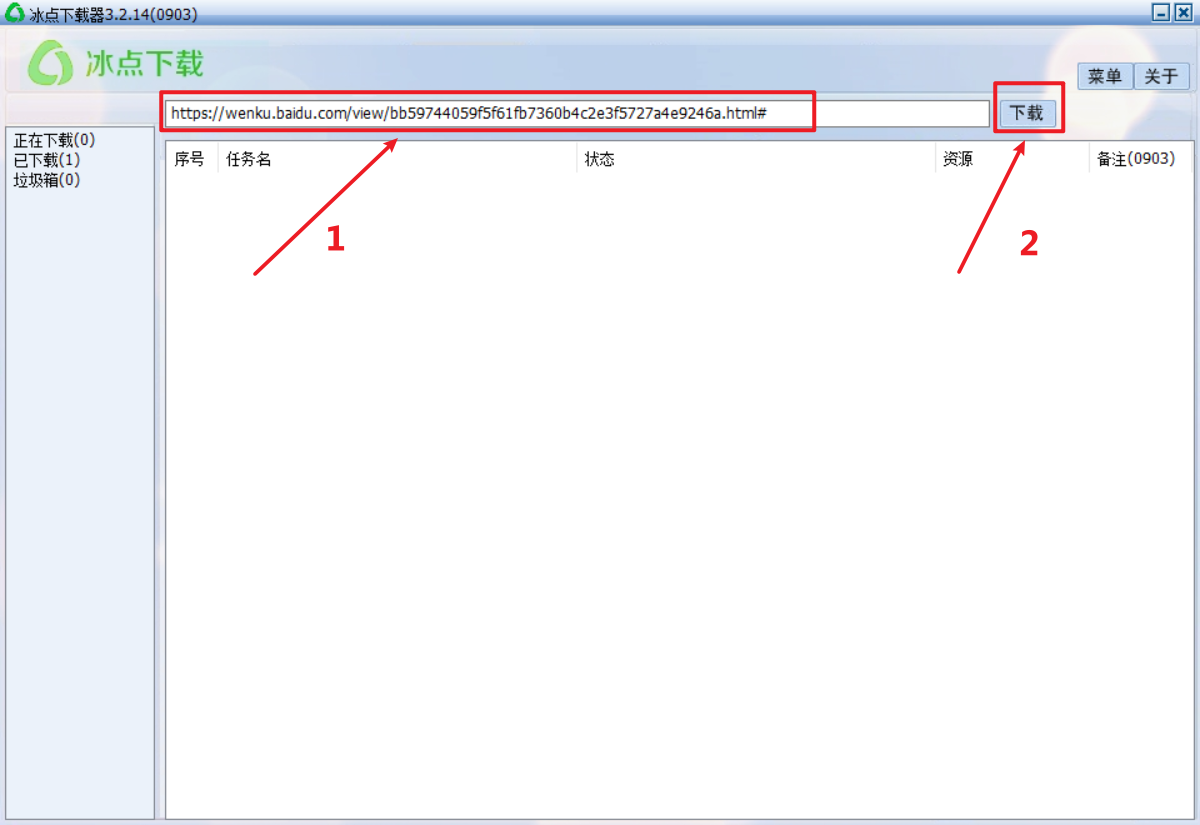 冰点下载器3.2.14(0903)
冰点下载
菜单 关于
https://wenku.baidu.com/view/bb59744059f5f61fb7360b4c2e3f5727a4e9246a.html# 下载
正在下载(0)
已下载(1)
垃圾箱(0)
序号 任务名 状态 资源 备注(0903)
1
2